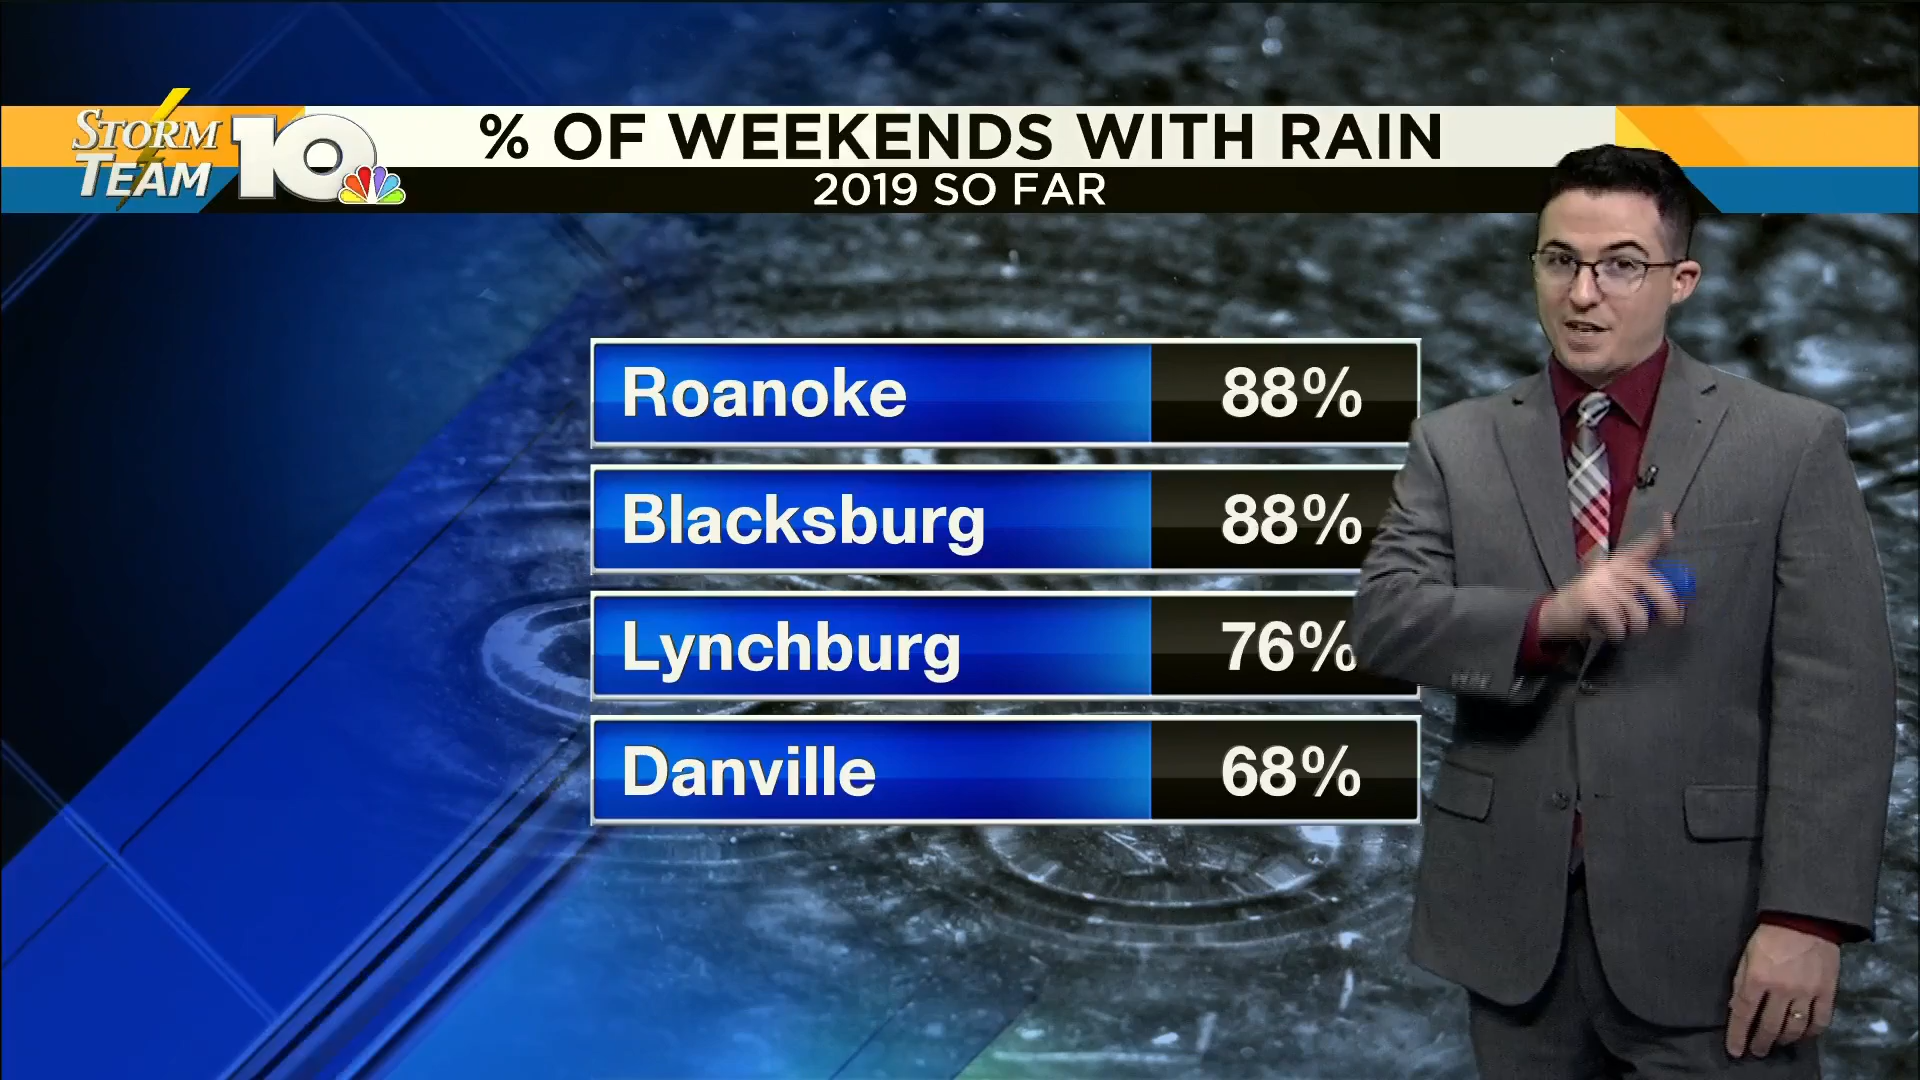 STORM
TEAM
10
% OF WEEKENDS WITH RAIN
2019 SO FAR
Roanoke 88%
Blacksburg 88%
Lynchburg 76%
Danville 68%